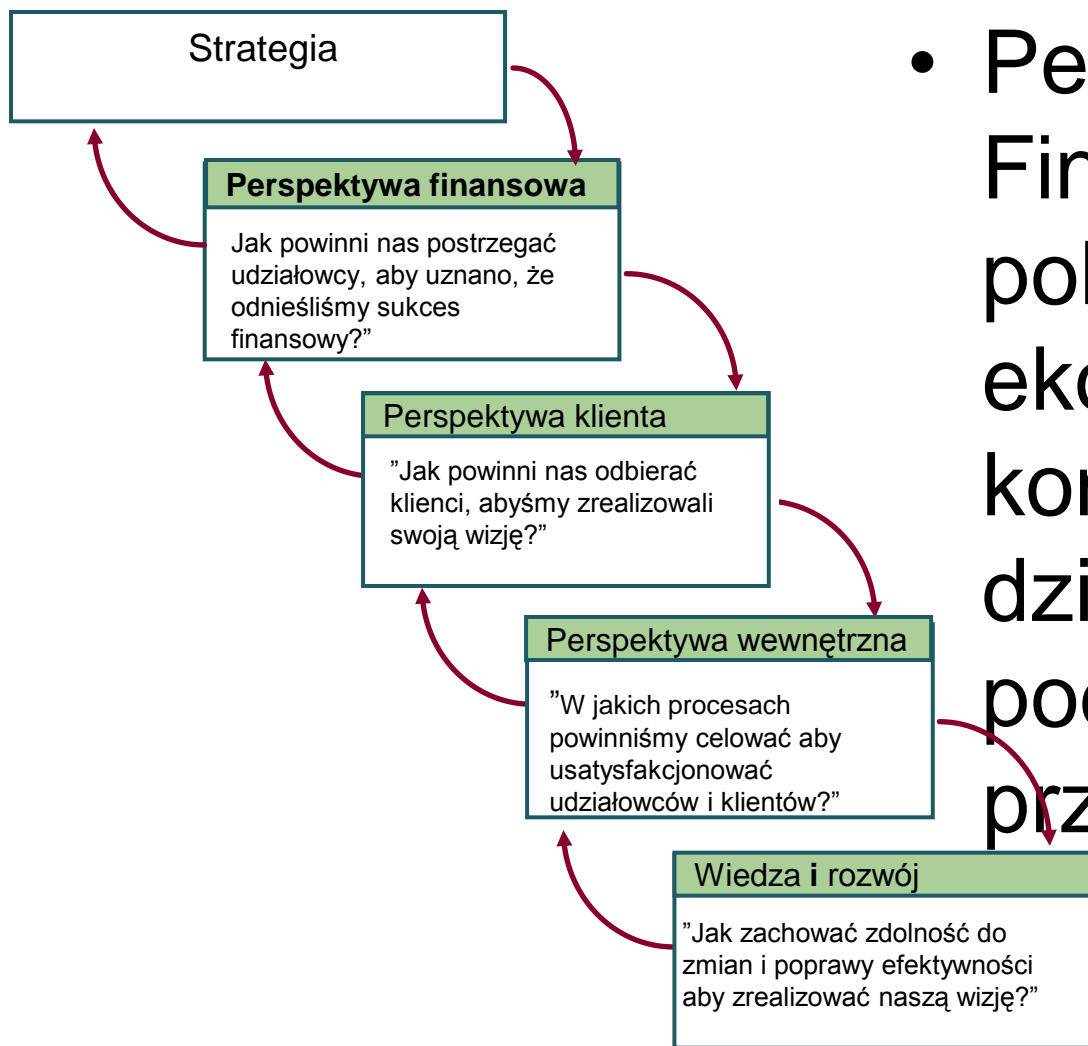 Strategia
Perspektywa finansowa
Jak powinni nas postrzegać
udziałowcy, aby uznano, że
odnieśliśmy sukces
finansowy?”
Perspektywa klienta
”Jak powinni nas odbierać
klienci, abyśmy zrealizowali
swoją wizję?”
Perspektywa wewnętrzna
”W jakich procesach
powinniśmy celować aby
usatysfakcjonować
udziałowców i klientów?”
Wiedza i rozwój
”Jak zachować zdolność do
zmian i poprawy efektywności
aby zrealizować naszą wizję?”